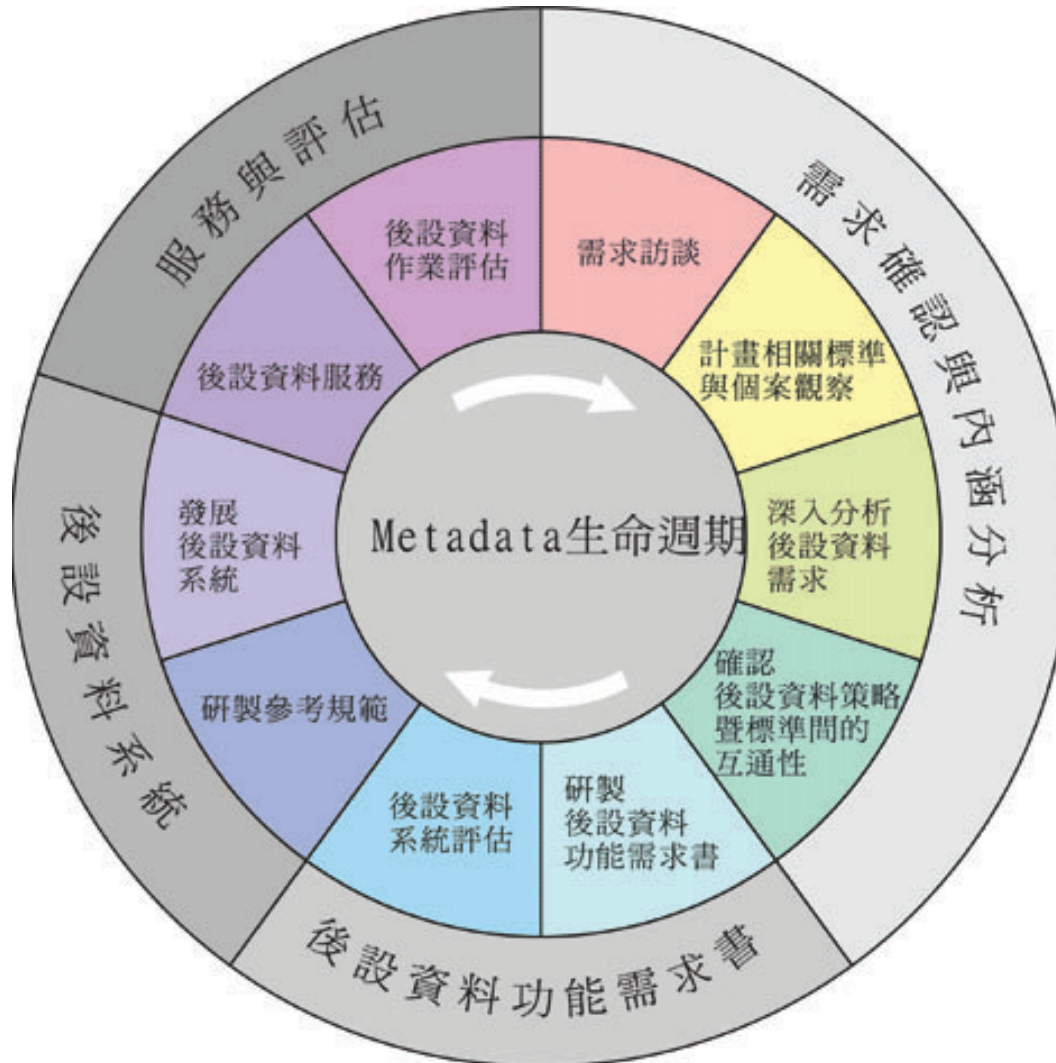 服務與評估
需求確認與內涵分析
後設資料
作業評估
需求訪談
計畫相關標準
與個案觀察
後設資料服務
深入分析
後設資料
需求
發展
後設資料
系統
Metadata生命週期
確認
後設資料策略
暨標準間的
互通性
研製參考規範
研製
後設資料
功能需求書
後設資料
系統評估
後設資料系統
後設資料功能需求書